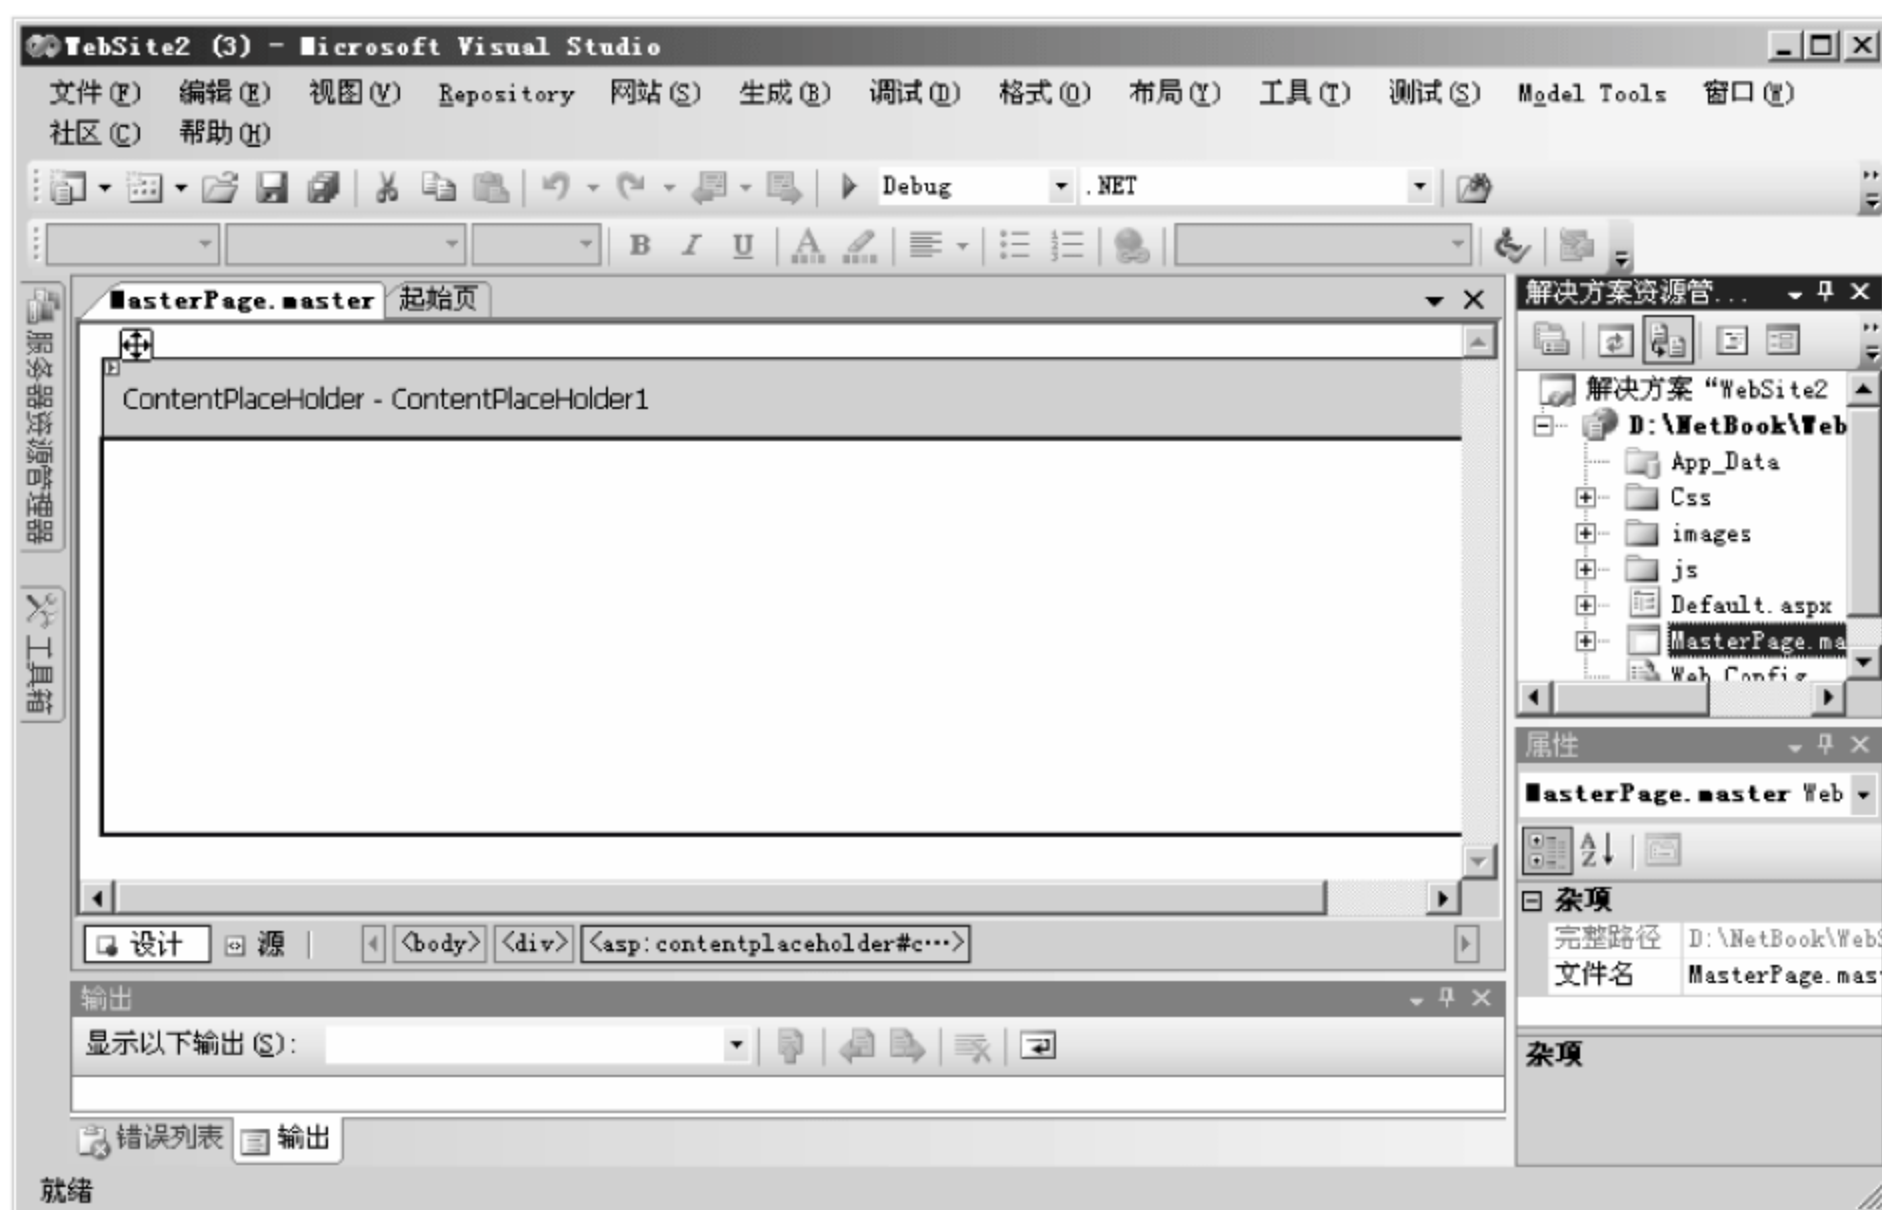 WebSite2 (3) - Microsoft Visual Studio
文件(F) 编辑(E) 视图(V) Repository 网站(S) 生成(B) 调试(D) 格式(O) 布局(Y) 工具(T) 测试(S) Model Tools 窗口(W)
社区(C) 帮助(H)
Debug .NET
B I U A
MasterPage.master 起始页
服务器资源管理器
工具箱
ContentPlaceHolder - ContentPlaceHolder1
设计 源 <body> <div> <asp:contentplaceholder#c…>
输出
显示以下输出(S):
错误列表 输出
就绪
解决方案资源管...
解决方案“WebSite2
D:\NetBook\Web
App_Data
Css
images
js
Default.aspx
MasterPage.ma
Web.Config
属性
MasterPage.master Web
杂项
完整路径 D:\NetBook\WebS
文件名 MasterPage.mas
杂项